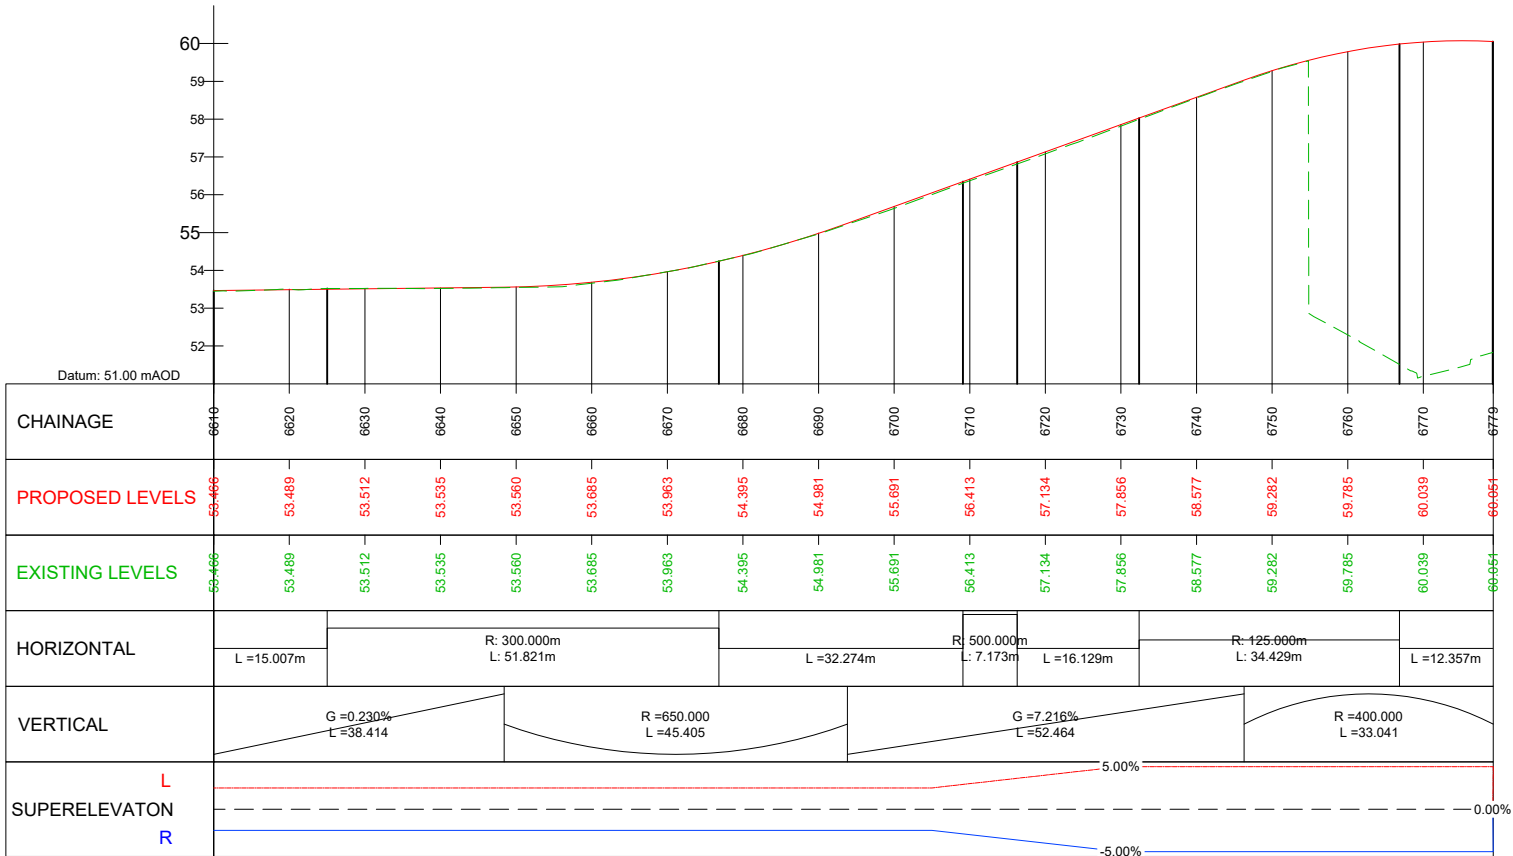 60
59
58
57
56
55
54
53
52
Datum: 51.00 mAOD
CHAINAGE
6610 6620 6630 6640 6650 6660 6670 6680 6690 6700 6710 6720 6730 6740 6750 6760 6770 6779
PROPOSED LEVELS
53.466 53.489 53.512 53.535 53.560 53.685 53.963 54.395 54.981 55.691 56.413 57.134 57.856 58.577 59.282 59.785 60.039 60.051
EXISTING LEVELS
53.466 53.489 53.512 53.535 53.560 53.685 53.963 54.395 54.981 55.691 56.413 57.134 57.856 58.577 59.282 59.785 60.039 60.051
HORIZONTAL
L =15.007m
R: 300.000m
L: 51.821m
L =32.274m
R: 500.000m
L: 7.173m
L =16.129m
R: 125.000m
L: 34.429m
L =12.357m
VERTICAL
G =0.230%
L =38.414
R =650.000
L =45.405
G =7.216%
L =52.464
R =400.000
L =33.041
SUPERELEVATON
L
R
5.00%
0.00%
-5.00%